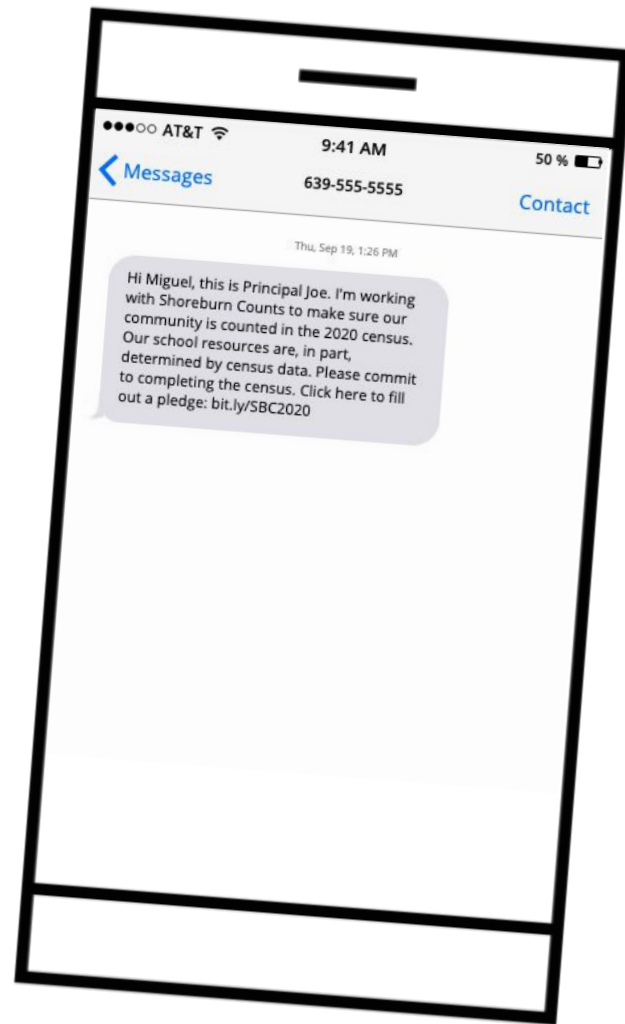 AT&T
9:41 AM
50 %
Messages
639-555-5555
Contact
Thu, Sep 19, 1:26 PM
Hi Miguel, this is Principal Joe. I'm working
with Shoreburn Counts to make sure our
community is counted in the 2020 census.
Our school resources are, in part,
determined by census data. Please commit
to completing the census. Click here to fill
out a pledge: bit.ly/SBC2020